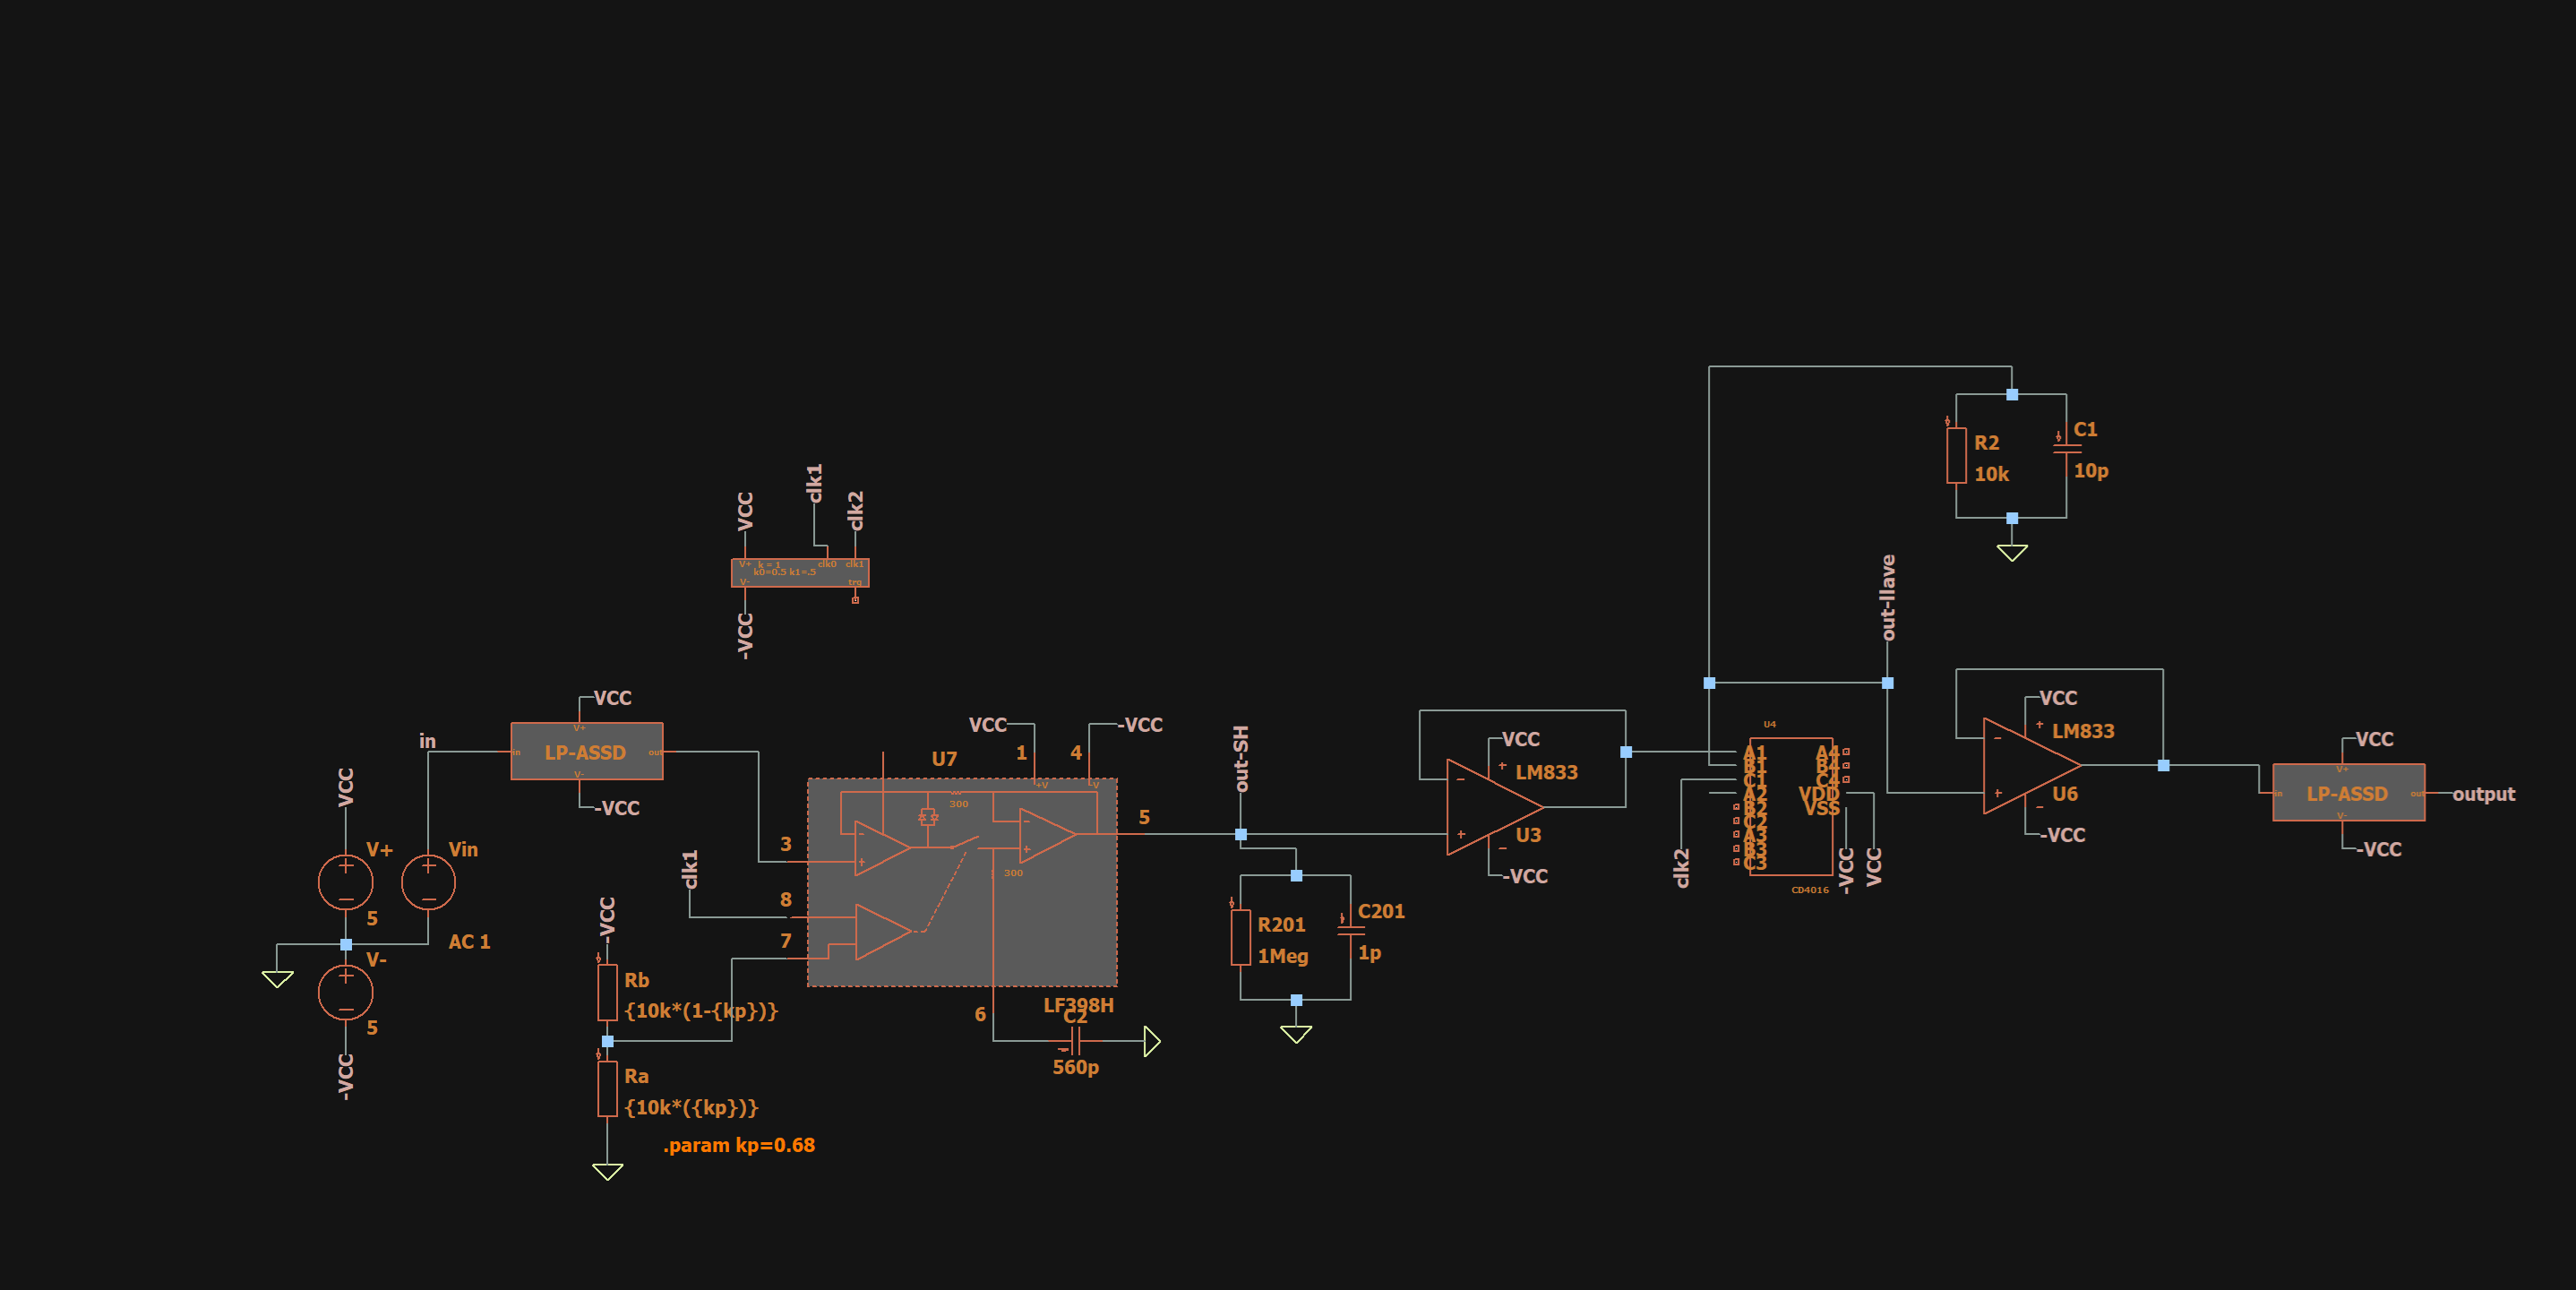 clk1
clk2
VCC
V+
k = 1
clk0
clk1
k0=0.5 k1=.5
V-
trg
-VCC
in
VCC
V+
in
LP-ASSD
out
V-
-VCC
VCC
V+
5
Vin
AC 1
V-
5
-VCC
-VCC
Rb
{10k*(1-{kp})}
Ra
{10k*({kp})}
.param kp=0.68
clk1
3
8
7
U7
VCC
1
4
-VCC
+V
-V
300
300
5
6
LF398H
C2
560p
out-SH
R201
1Meg
C201
1p
VCC
LM833
U3
-VCC
R2
10k
C1
10p
out-llave
clk2
U4
A1
B1
C1
A2
B2
C2
A3
B3
C3
A4
B4
C4
VDD
VSS
CD4016
-VCC
VCC
VCC
LM833
U6
-VCC
VCC
V+
in
LP-ASSD
out
V-
-VCC
output